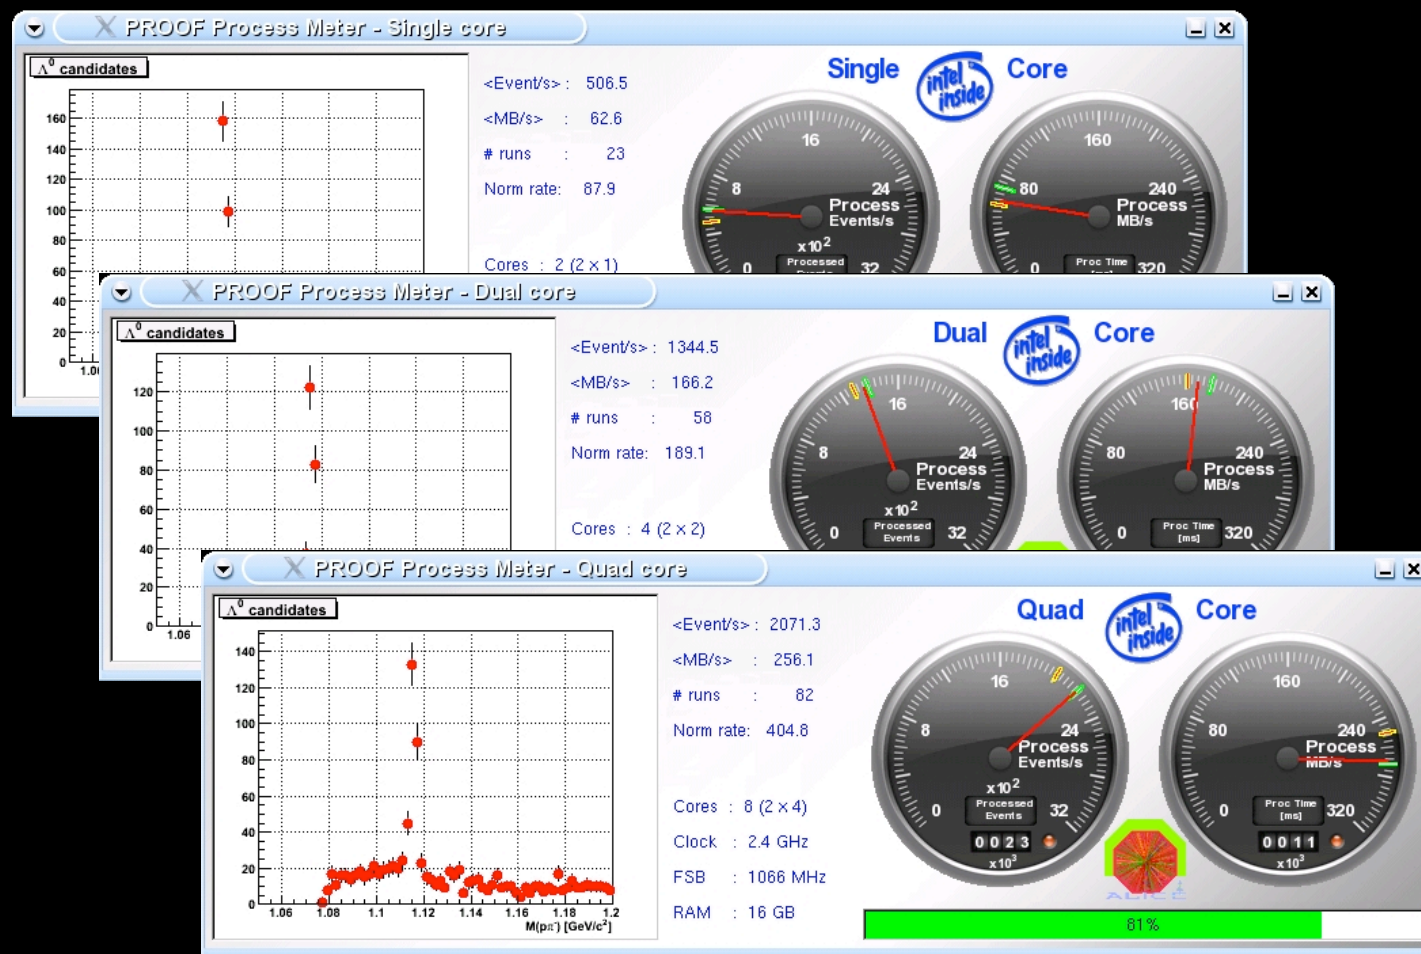 PROOF Process Meter - Single core
Λ0 candidates
160
140
120
100
80
60
40
20
0
<Event/s> : 506.5
<MB/s> : 62.6
# runs : 23
Norm rate: 87.9
Cores : 2 (2 x 1)
Single intel inside Core
0 8 16 24 32
Process
Events/s
x102
Processed
Events
0 80 160 240 320
Process
MB/s
Proc Time
[ms]
PROOF Process Meter - Dual core
Λ0 candidates
120
100
80
60
40
20
0
1.06
<Event/s> : 1344.5
<MB/s> : 166.2
# runs : 58
Norm rate: 189.1
Cores : 4 (2 x 2)
Dual intel inside Core
0 8 16 24 32
Process
Events/s
x102
Processed
Events
0 80 160 240 320
Process
MB/s
Proc Time
[ms]
PROOF Process Meter - Quad core
Λ0 candidates
140
120
100
80
60
40
20
0
1.06 1.08 1.1 1.12 1.14 1.16 1.18 1.2
M(pπ-) [GeV/c2]
<Event/s> : 2071.3
<MB/s> : 256.1
# runs : 82
Norm rate: 404.8
Cores : 8 (2 x 4)
Clock : 2.4 GHz
FSB : 1066 MHz
RAM : 16 GB
Quad intel inside Core
0 8 16 24 32
Process
Events/s
x102
Processed
Events
0023
x103
0 80 160 240 320
Process
MB/s
Proc Time
[ms]
0011
x103
ALICE
81%